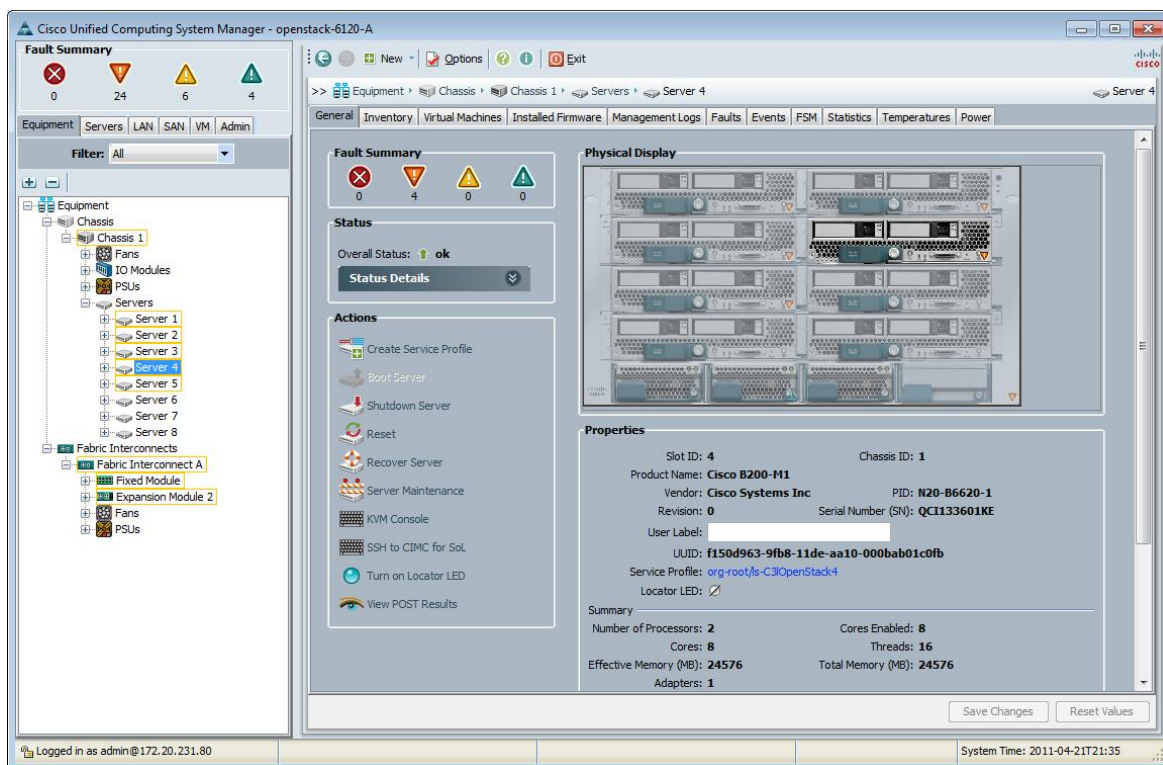 Cisco Unified Computing System Manager - openstack-6120-A
Fault Summary
0 24 6 4
Equipment Servers LAN SAN VM Admin
Filter: All
Equipment
Chassis
Chassis 1
Fans
IO Modules
PSUs
Servers
Server 1
Server 2
Server 3
Server 4
Server 5
Server 6
Server 7
Server 8
Fabric Interconnects
Fabric Interconnect A
Fixed Module
Expansion Module 2
Fans
PSUs
New Options Exit
CISCO
>> Equipment Chassis Chassis 1 Servers Server 4 Server 4
General Inventory Virtual Machines Installed Firmware Management Logs Faults Events FSM Statistics Temperatures Power
Fault Summary
0 4 0 0
Status
Overall Status: ok
Status Details
Actions
Create Service Profile
Boot Server
Shutdown Server
Reset
Recover Server
Server Maintenance
KVM Console
SSH to CIMC for SoL
Turn on Locator LED
View POST Results
Physical Display
Properties
Slot ID: 4 Chassis ID: 1
Product Name: Cisco B200-M1
Vendor: Cisco Systems Inc PID: N20-B6620-1
Revision: 0 Serial Number (SN): QCI133601KE
User Label:
UUID: f150d963-9fb8-11de-aa10-000bab01c0fb
Service Profile: org-root/ls-C3lOpenStack4
Locator LED:
Summary
Number of Processors: 2 Cores Enabled: 8
Cores: 8 Threads: 16
Effective Memory (MB): 24576 Total Memory (MB): 24576
Adapters: 1
Save Changes Reset Values
Logged in as admin@172.20.231.80 System Time: 2011-04-21T21:35